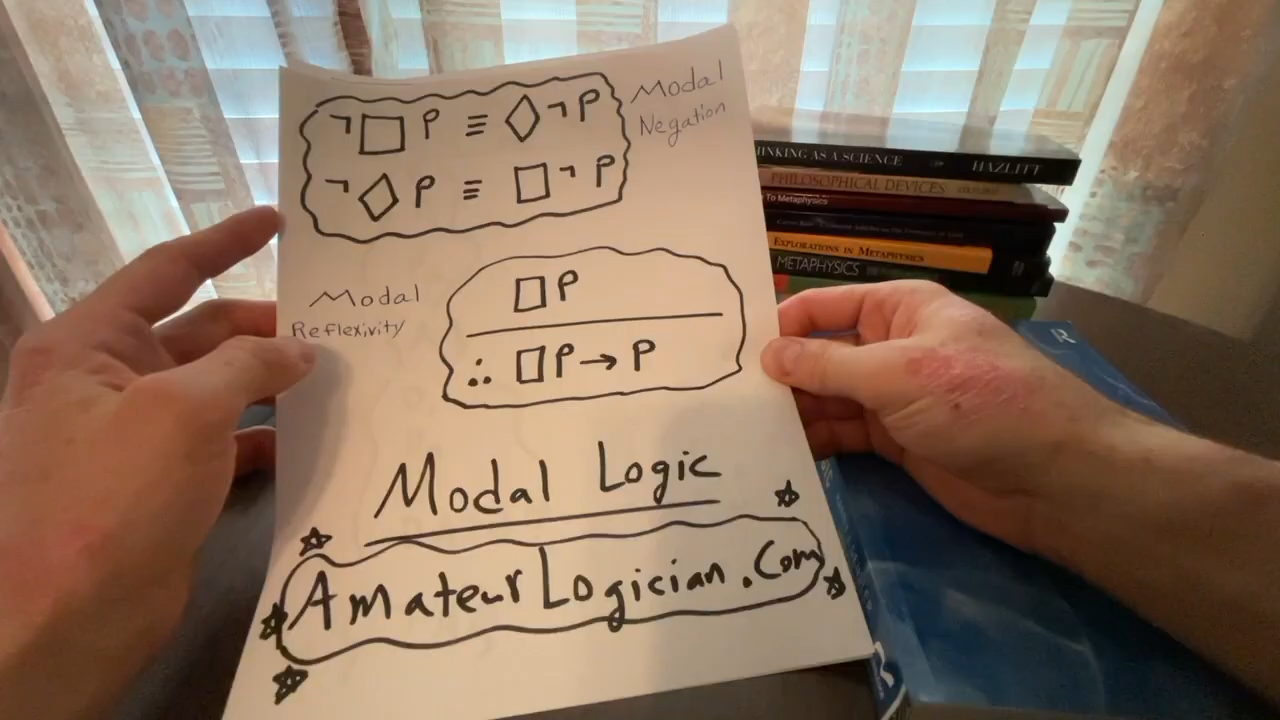 ¬□P ≡ ◇¬P
¬◇P ≡ □¬P
Modal
Negation
Modal
Reflexivity
□P
∴ □P→P
Modal Logic
AmateurLogician.Com
INKING AS A SCIENCE HAZLITT
PHILOSOPHICAL DEVICES
To Metaphysics
EXPLORATIONS IN METAPHYSICS
METAPHYSICS
R